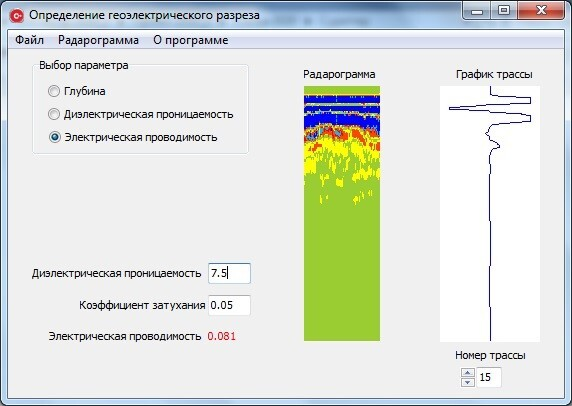 Определение геоэлектрического разреза
Файл Радарограмма О программе
Выбор параметра
Глубина
Диэлектрическая проницаемость
Электрическая проводимость
Радарограмма
График трассы
Диэлектрическая проницаемость 7.5
Коэффициент затухания 0.05
Электрическая проводимость 0.081
Номер трассы
15